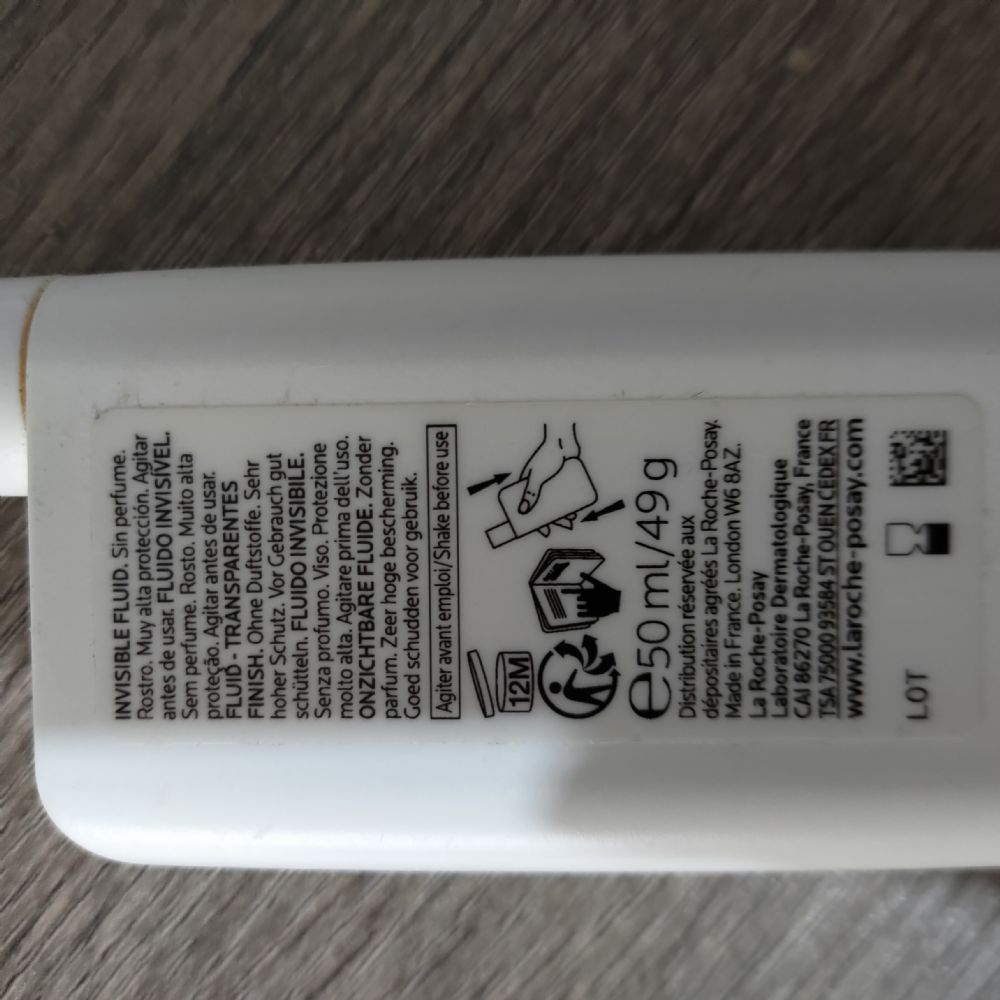 INVISIBLE FLUID. Sin perfume.
Rostro. Muy alta protección. Agitar
antes de usar. FLUIDO INVISÍVEL.
Sem perfume. Rosto. Muito alta
proteção. Agitar antes de usar.
FLUID - TRANSPARENTES
FINISH. Ohne Duftstoffe. Sehr
hoher Schutz. Vor Gebrauch gut
schütteln. FLUIDO INVISIBILE.
Senza profumo. Viso. Protezione
molto alta. Agitare prima dell'uso.
ONZICHTBARE FLUIDE. Zonder
parfum. Zeer hoge bescherming.
Goed schudden voor gebruik.
Agiter avant emploi/Shake before use
12M
e50 ml/49 g
Distribution réservée aux
dépositaires agréés La Roche-Posay.
Made in France. London W6 8AZ.
La Roche-Posay
Laboratoire Dermatologique
CAI 86270 La Roche-Posay, France
TSA 75000 93584 ST OUEN CEDEX FR
www.laroche-posay.com
LOT